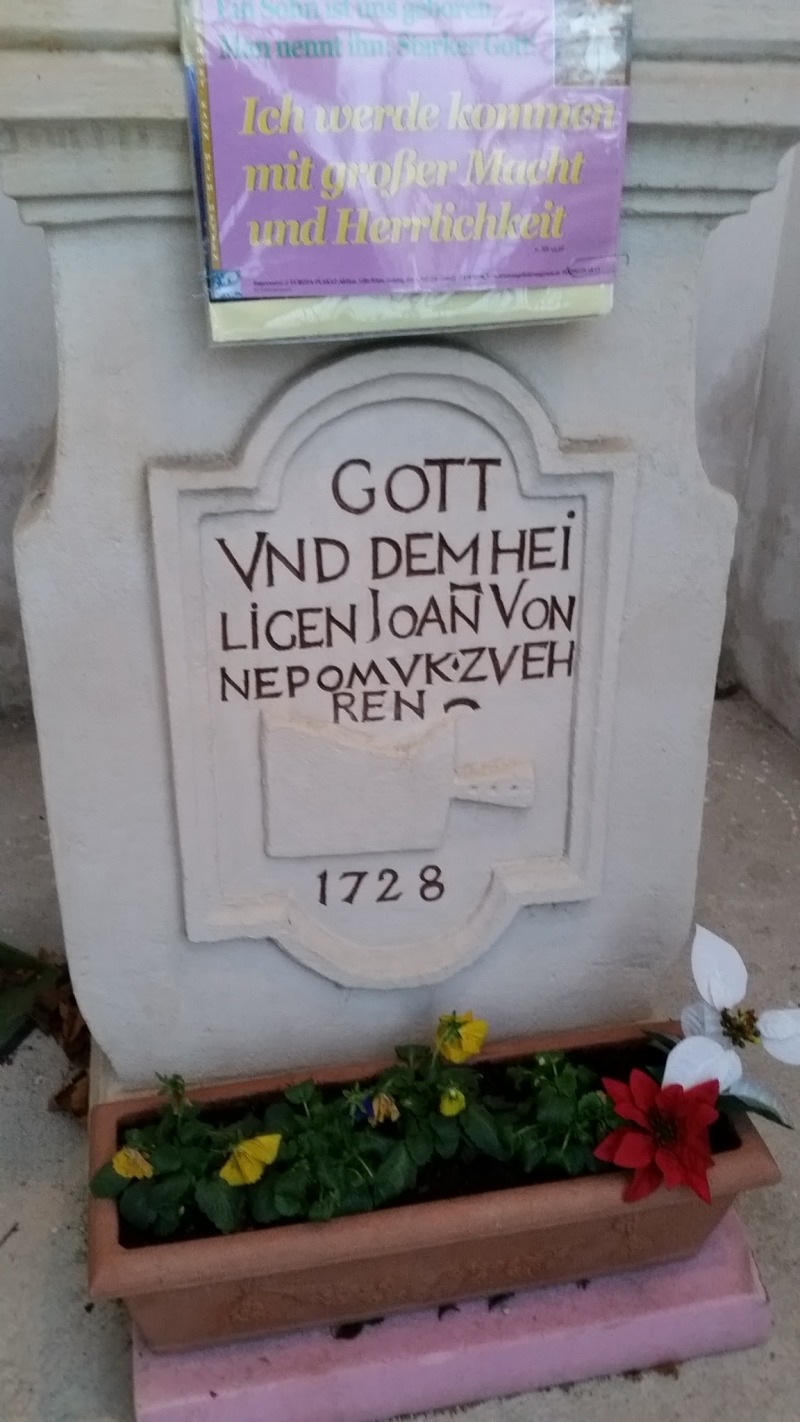 Ein Sohn ist uns geboren,
Man nennt ihn: Starker Gott!
Ich werde kommen
mit großer Macht
und Herrlichkeit
GOTT
VND DEM HEI
LIGEN JOAÑ VON
NEPOMVK·ZVEH
REN
1728